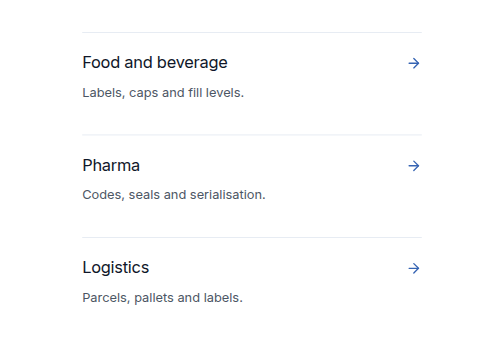 Food and beverage
Labels, caps and fill levels.
Pharma
Codes, seals and serialisation.
Logistics
Parcels, pallets and labels.